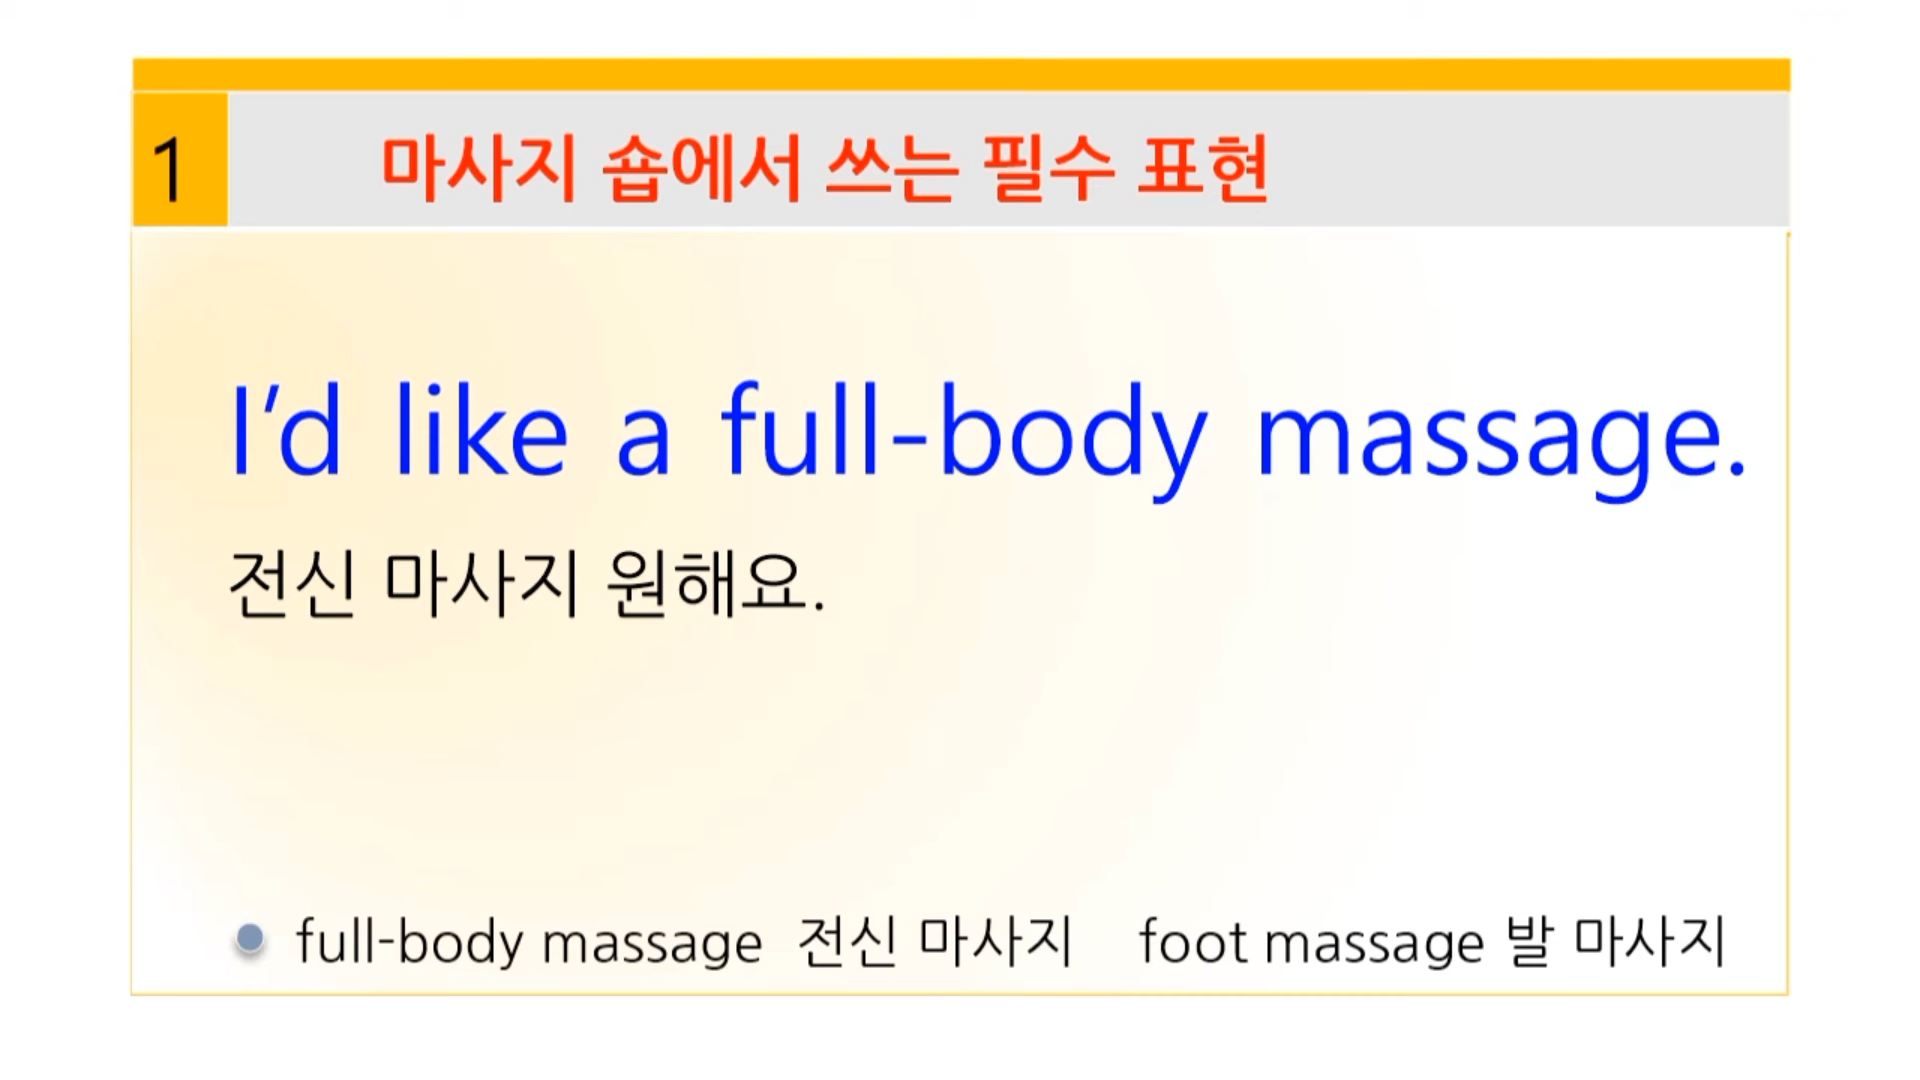 1 마사지 숍에서 쓰는 필수 표현
I’d like a full-body massage.
전신 마사지 원해요.
full-body massage 전신 마사지 foot massage 발 마사지